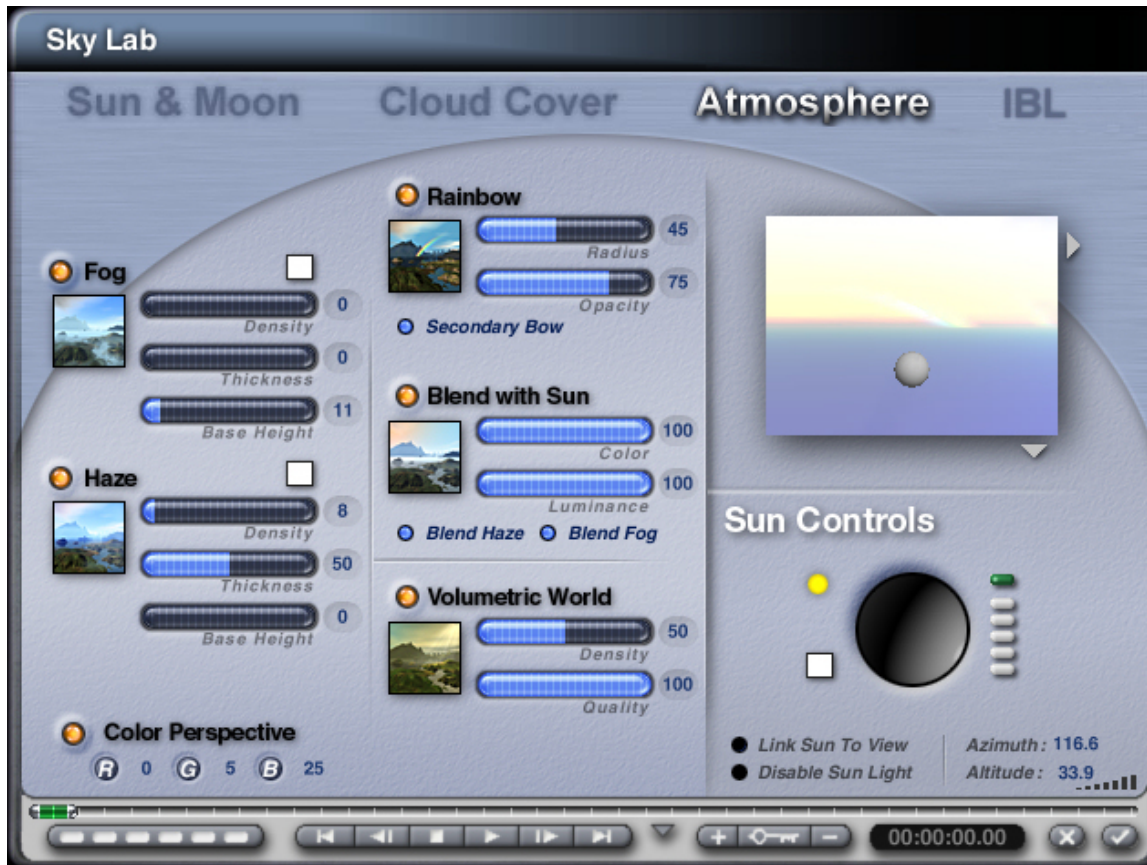 Sky Lab
Sun & Moon
Cloud Cover
Atmosphere
IBL
Fog
0
Density
0
Thickness
11
Base Height
Haze
8
Density
50
Thickness
0
Base Height
Color Perspective
R 0 G 5 B 25
Rainbow
45
Radius
75
Opacity
Secondary Bow
Blend with Sun
100
Color
100
Luminance
Blend Haze
Blend Fog
Volumetric World
50
Density
100
Quality
Sun Controls
Link Sun To View
Disable Sun Light
Azimuth: 116.6
Altitude: 33.9
00:00:00.00